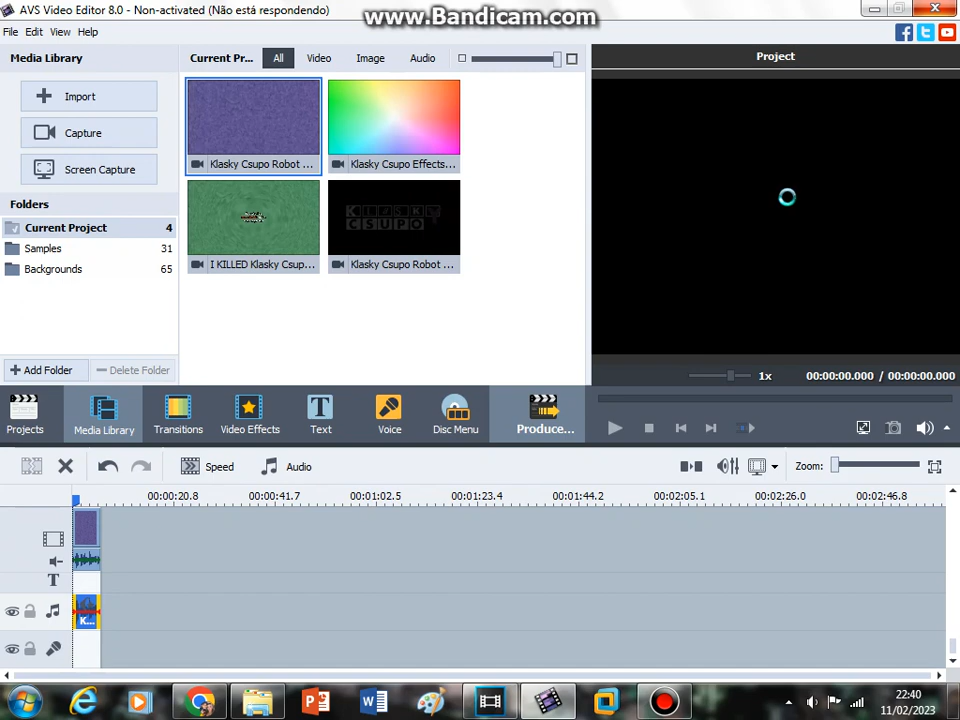 AVS Video Editor 8.0 - Non-activated (Não está respondendo)
www.Bandicam.com
File Edit View Help
Media Library
Current Pr... All Video Image Audio
Project
Import
Capture
Screen Capture
Klasky Csupo Robot ...
Klasky Csupo Effects...
Folders
Current Project 4
Samples 31
Backgrounds 65
KLASKY
CSUPO
I KILLED Klasky Csup...
Klasky Csupo Robot ...
Add Folder
Delete Folder
1x 00:00:00.000 / 00:00:00.000
Projects
Media Library
Transitions
Video Effects
Text
Voice
Disc Menu
Produce...
Speed
Audio
Zoom:
00:00:20.8 00:00:41.7 00:01:02.5 00:01:23.4 00:01:44.2 00:02:05.1 00:02:26.0 00:02:46.8
T
K...
22:40
11/02/2023